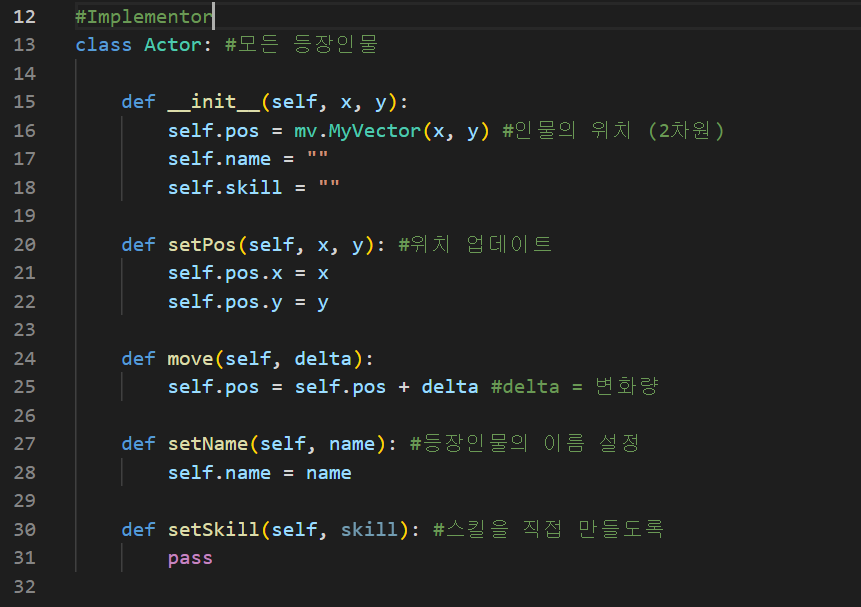 12 #Implementor
13 class Actor: #모든 등장인물
14
15     def __init__(self, x, y):
16         self.pos = mv.MyVector(x, y) #인물의 위치 (2차원)
17         self.name = ""
18         self.skill = ""
19
20     def setPos(self, x, y): #위치 업데이트
21         self.pos.x = x
22         self.pos.y = y
23
24     def move(self, delta):
25         self.pos = self.pos + delta #delta = 변화량
26
27     def setName(self, name): #등장인물의 이름 설정
28         self.name = name
29
30     def setSkill(self, skill): #스킬을 직접 만들도록
31         pass
32